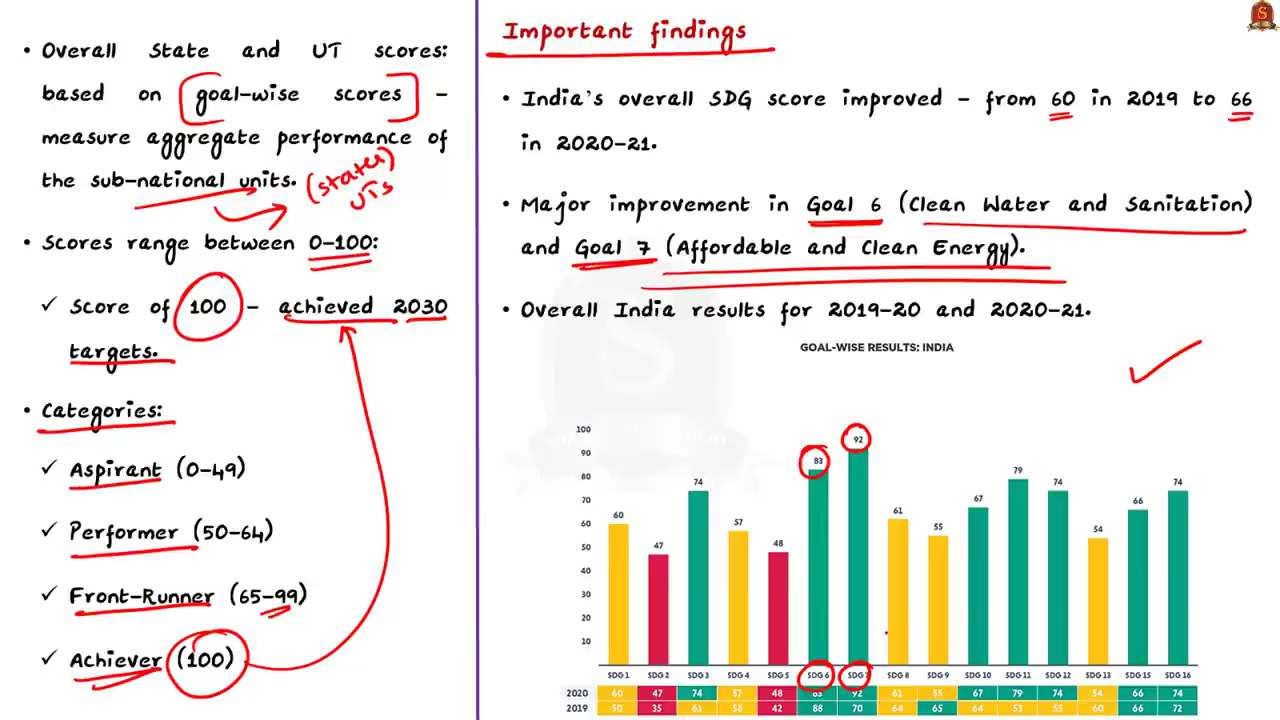 • Overall State and UT scores:
based on goal-wise scores –
measure aggregate performance of
the sub-national units.
(states)
UTs
• Scores range between 0-100:
✓ Score of 100 – achieved 2030
targets.
• Categories:
✓ Aspirant (0-49)
✓ Performer (50-64)
✓ Front-Runner (65-99)
✓ Achiever (100)
Important findings
• India's overall SDG score improved – from 60 in 2019 to 66
in 2020-21.
• Major improvement in Goal 6 (Clean Water and Sanitation)
and Goal 7 (Affordable and Clean Energy).
• Overall India results for 2019-20 and 2020-21.
GOAL-WISE RESULTS: INDIA
100
90
80
70
60
50
40
30
20
10
60 47 74 57 48 83 92 61 55 67 79 74 54 66 74
SDG 1 SDG 2 SDG 3 SDG 4 SDG 5 SDG 6 SDG 7 SDG 8 SDG 9 SDG 10 SDG 11 SDG 12 SDG 13 SDG 15 SDG 16
2020 60 47 74 57 48 83 92 61 55 67 79 74 54 66 74
2019 50 35 61 58 42 88 70 64 65 64 53 55 60 66 72
S